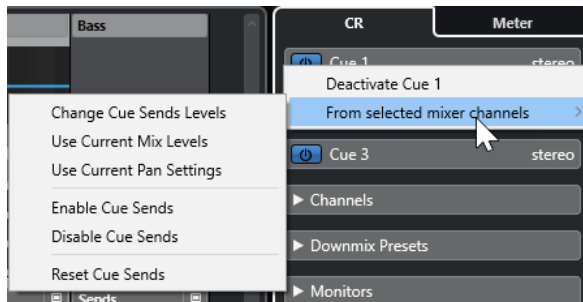 Bass
CR
Meter
Cue 1
stereo
Deactivate Cue 1
From selected mixer channels
Cue 3
stereo
Channels
Downmix Presets
Monitors
Change Cue Sends Levels
Use Current Mix Levels
Use Current Pan Settings
Enable Cue Sends
Disable Cue Sends
Reset Cue Sends
Sends